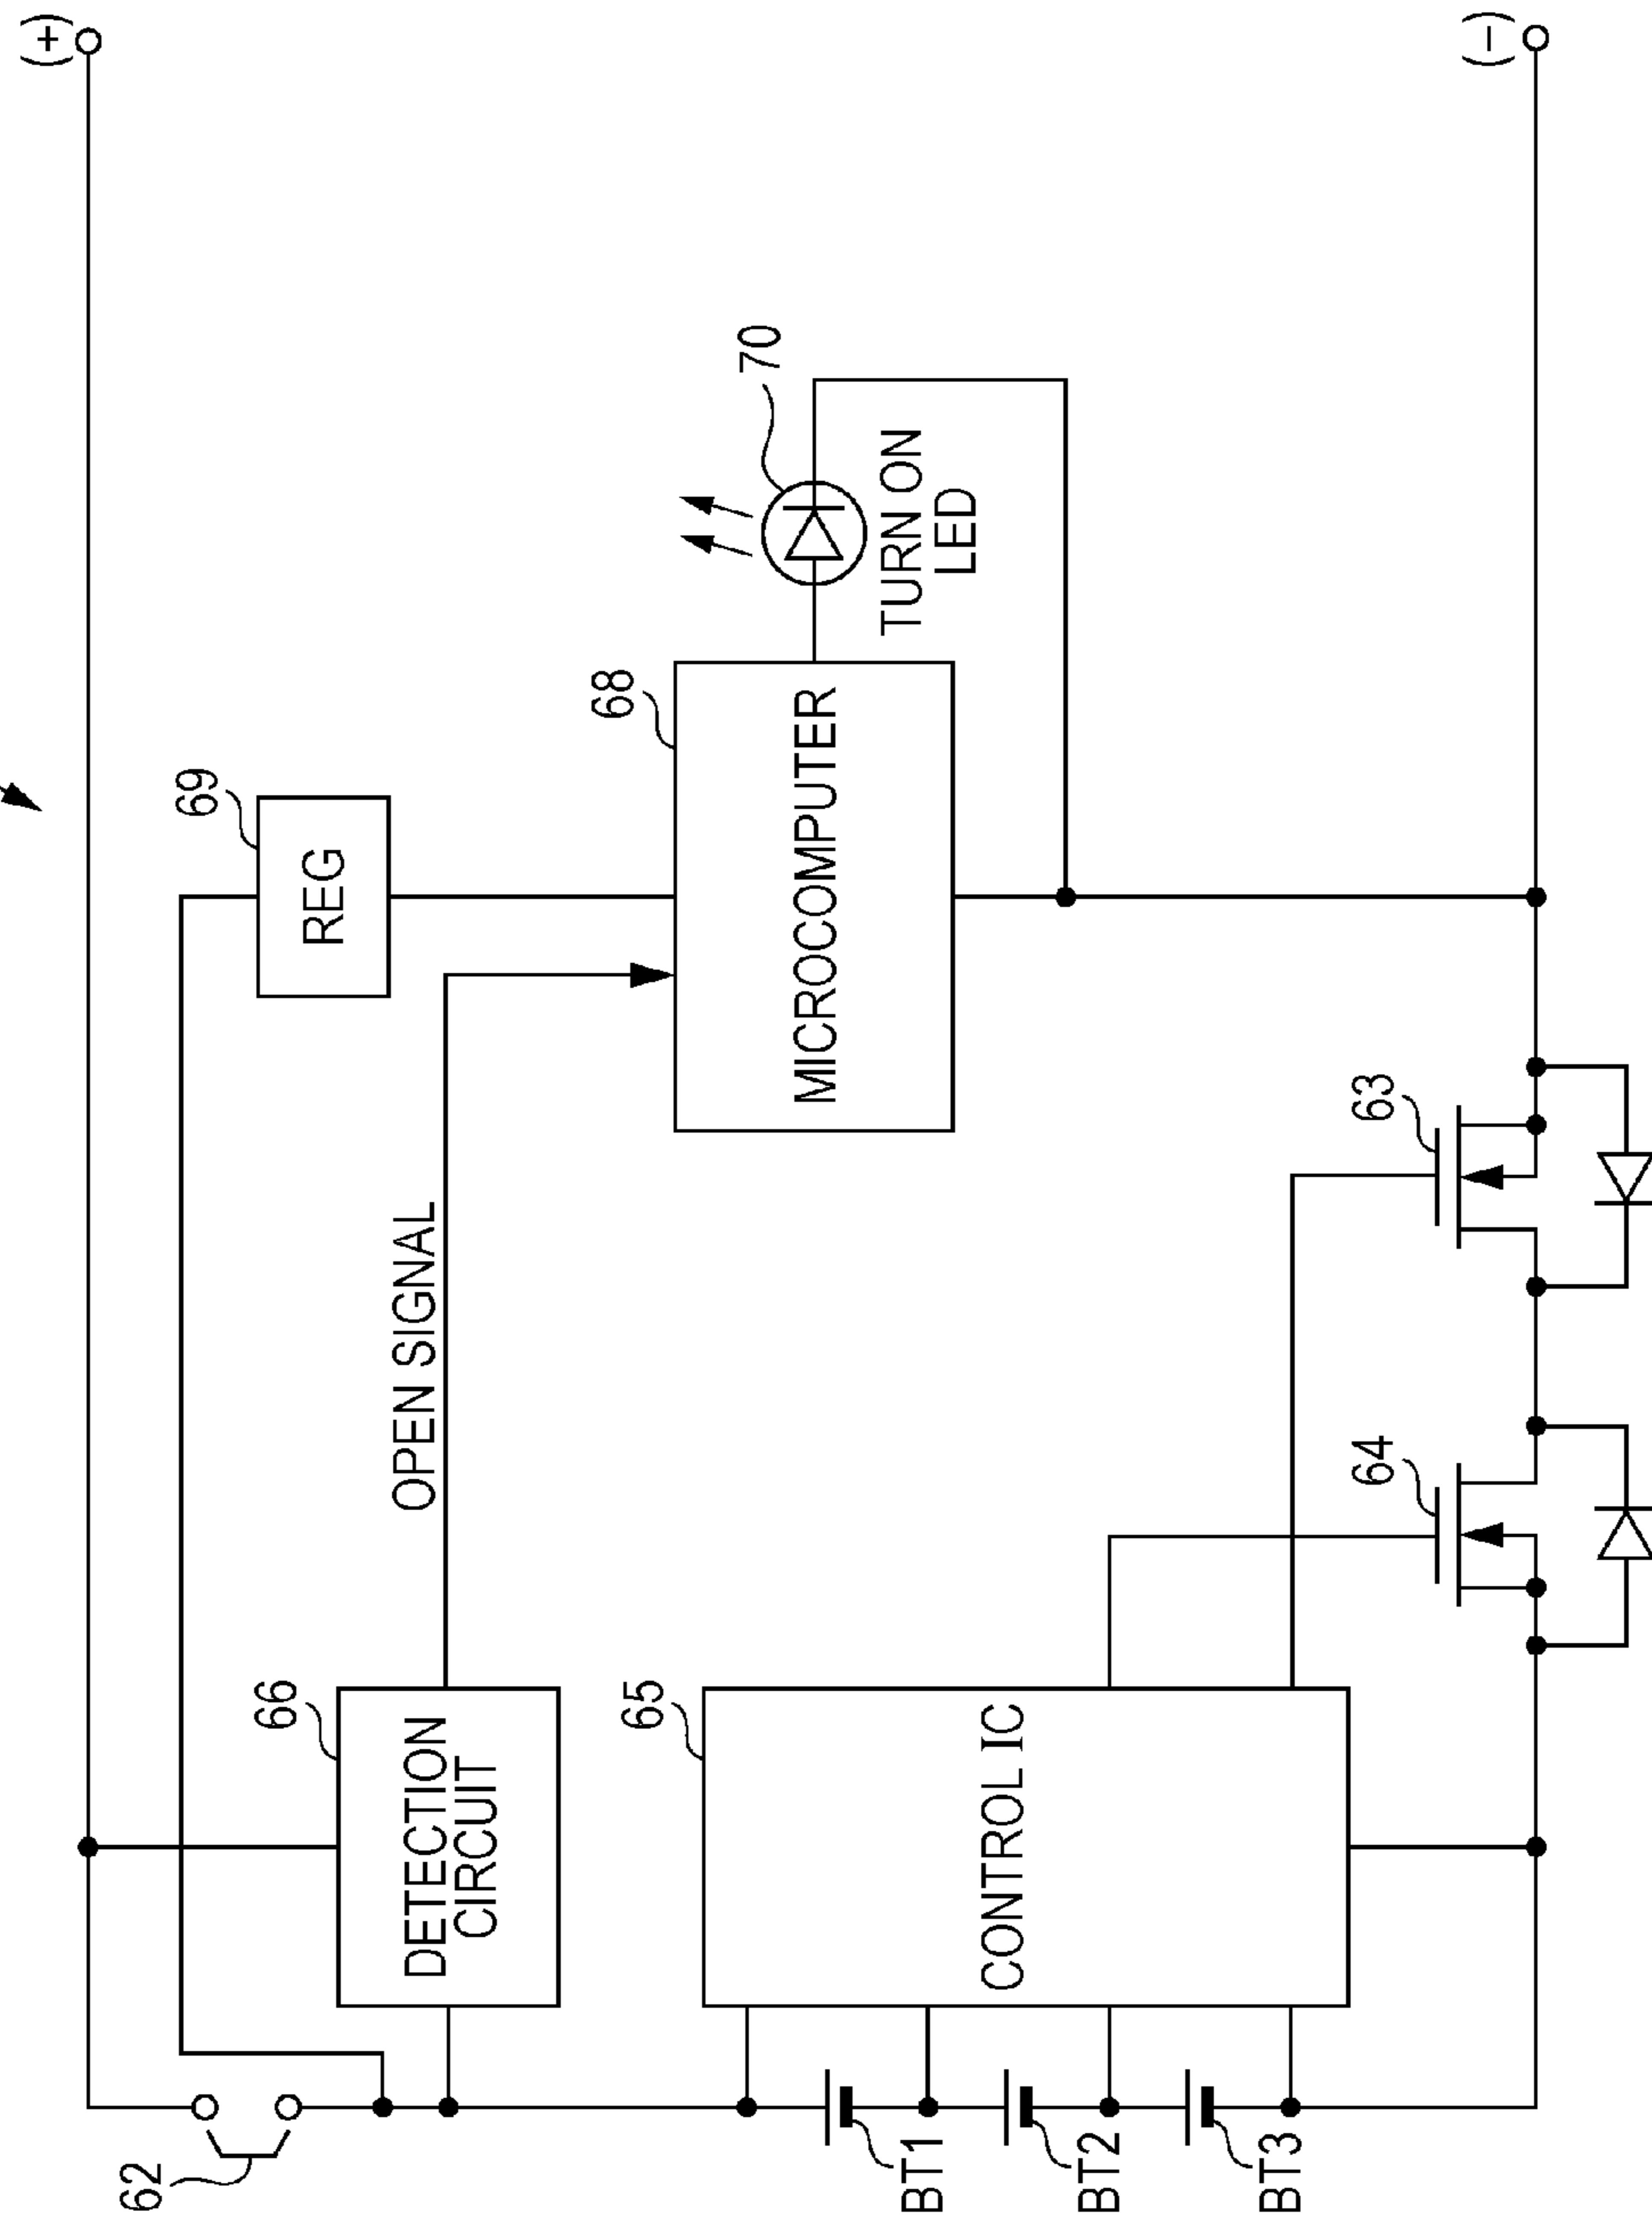 (+)
(-)
62
66
DETECTION
CIRCUIT
OPEN SIGNAL
69
REG
68
MICROCOMPUTER
70
TURN ON
LED
65
CONTROL IC
BT1
BT2
BT3
64
63